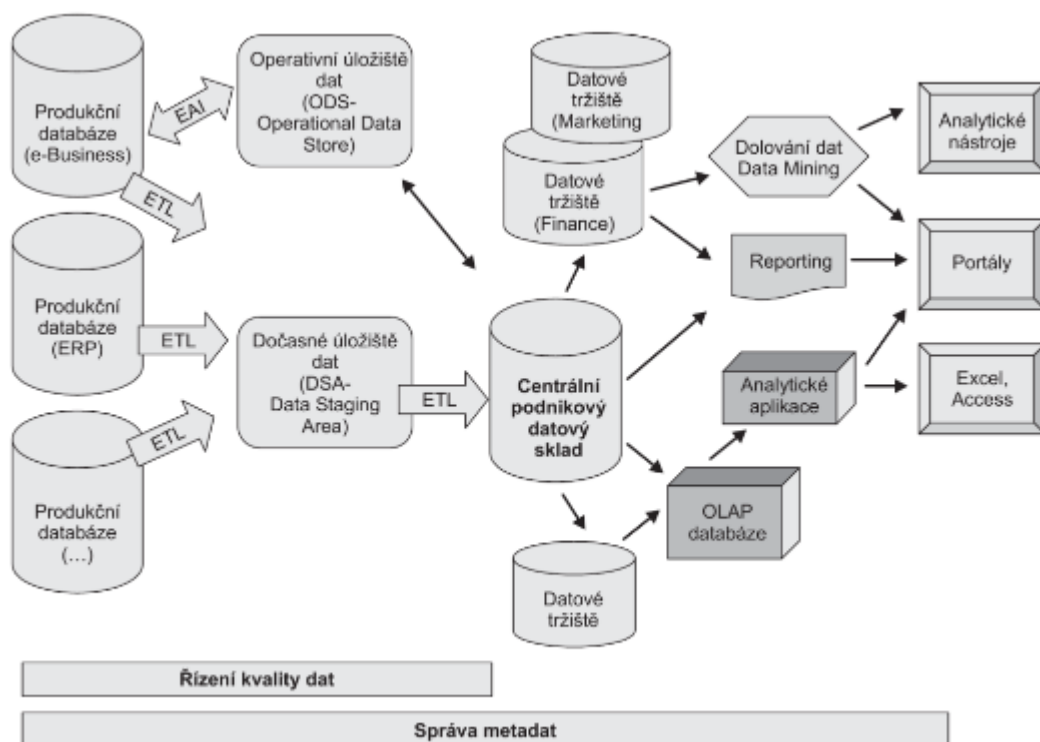 Produkční
databáze
(e-Business)
EAI
Operativní úložiště
dat
(ODS-
Operational Data
Store)
ETL
Produkční
databáze
(ERP)
ETL
Dočasné úložiště
dat
(DSA-
Data Staging
Area)
ETL
Produkční
databáze
(...)
ETL
Centrální
podnikový
datový
sklad
Datové
tržiště
(Marketing
Datové
tržiště
(Finance)
Dolování dat
Data Mining
Reporting
Analytické
aplikace
OLAP
databáze
Datové
tržiště
Analytické
nástroje
Portály
Excel,
Access
Řízení kvality dat
Správa metadat